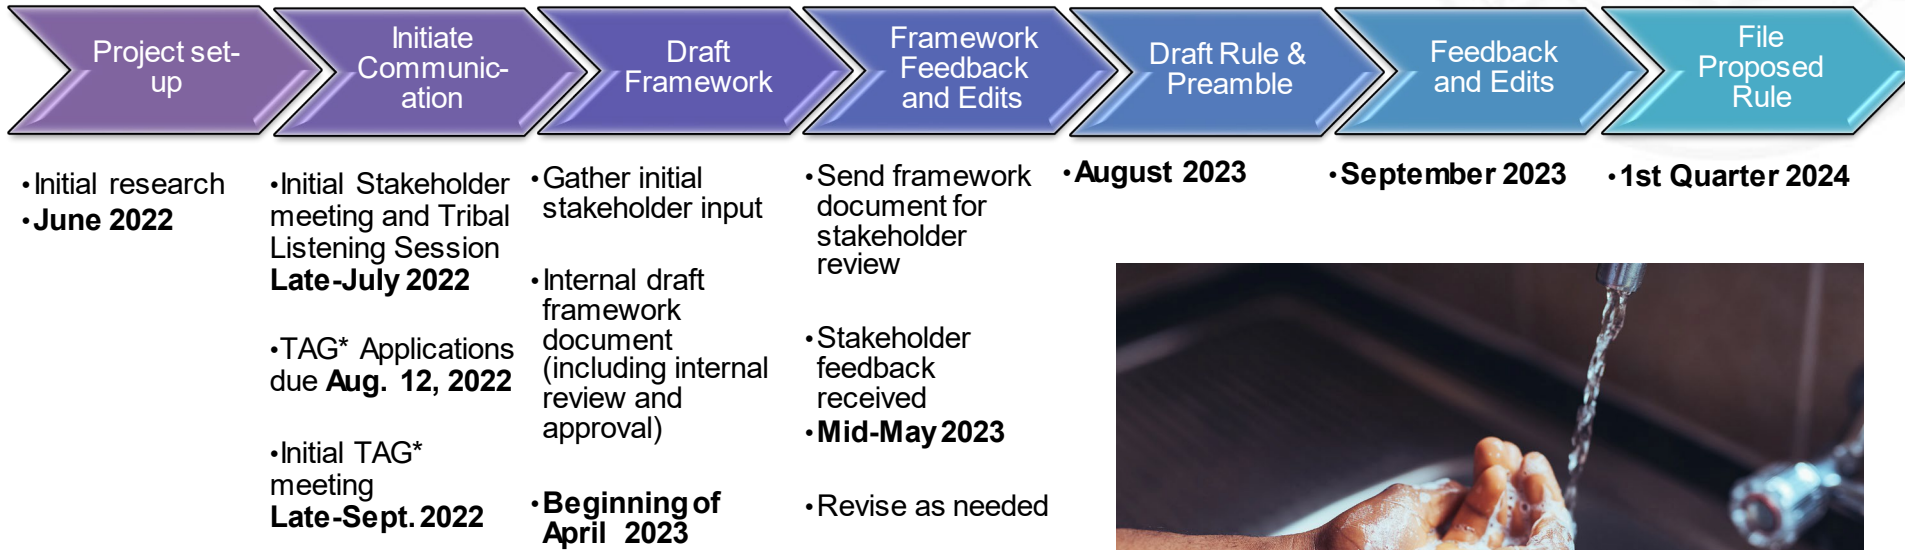 Project set-
up
Initiate
Communic-
ation
Draft
Framework
Framework
Feedback
and Edits
Draft Rule &
Preamble
Feedback
and Edits
File
Proposed
Rule
•Initial research
•June 2022
•Initial Stakeholder
meeting and Tribal
Listening Session
Late-July 2022
•TAG* Applications
due Aug. 12, 2022
•Initial TAG*
meeting
Late-Sept. 2022
•Gather initial
stakeholder input
•Internal draft
framework
document
(including internal
review and
approval)
•Beginning of
April 2023
•Send framework
document for
stakeholder
review
•Stakeholder
feedback
received
•Mid-May 2023
•Revise as needed
•August 2023
•September 2023
•1st Quarter 2024